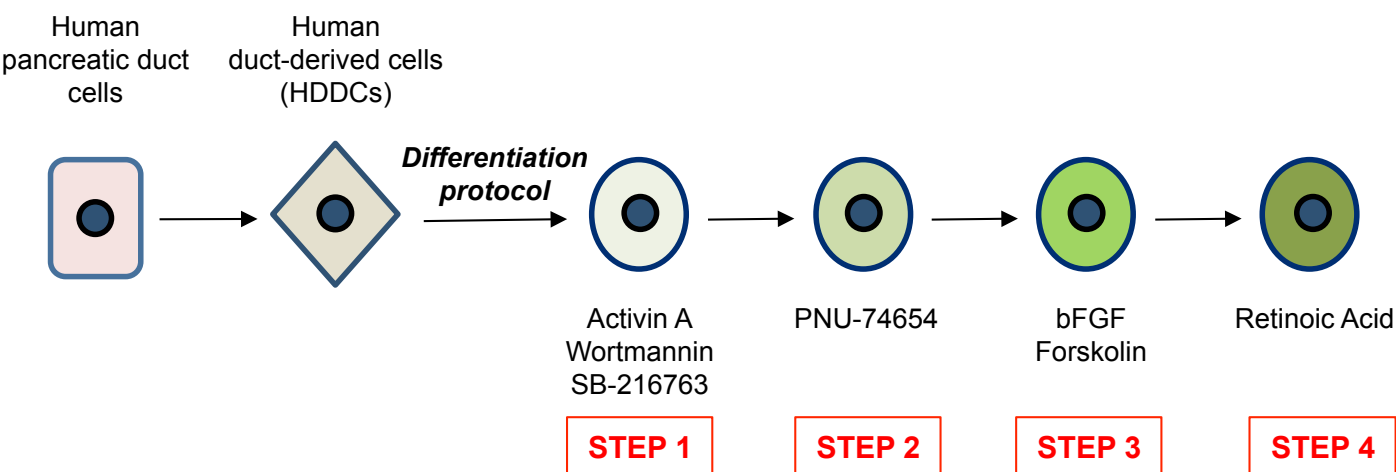 Human
pancreatic duct
cells
Human
duct-derived cells
(HDDCs)
Differentiation
protocol
Activin A
Wortmannin
SB-216763
PNU-74654
bFGF
Forskolin
Retinoic Acid
STEP 1
STEP 2
STEP 3
STEP 4